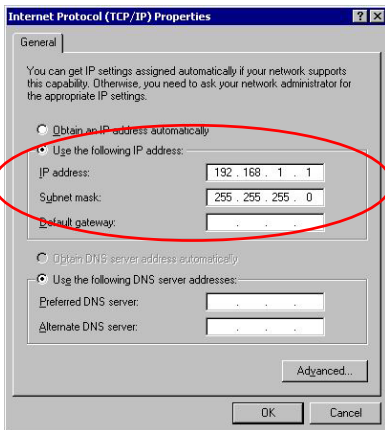 Internet Protocol (TCP/IP) Properties
General
You can get IP settings assigned automatically if your network supports
this capability. Otherwise, you need to ask your network administrator for
the appropriate IP settings.
Obtain an IP address automatically
Use the following IP address:
IP address: 192 . 168 . 1 . 1
Subnet mask: 255 . 255 . 255 . 0
Default gateway: . . .
Obtain DNS server address automatically
Use the following DNS server addresses:
Preferred DNS server: . . .
Alternate DNS server: . . .
Advanced...
OK Cancel